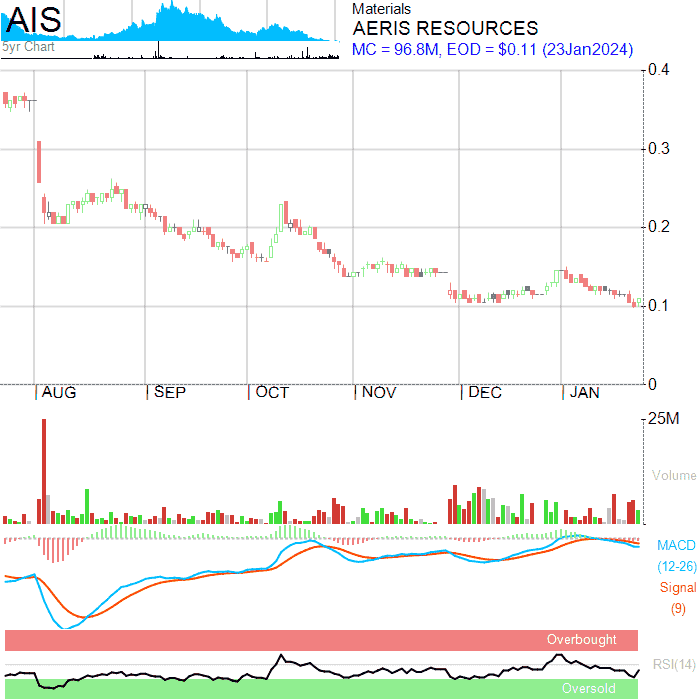 AIS
5yr Chart
Materials
AERIS RESOURCES
MC = 96.8M, EOD = $0.11 (23Jan2024)
0.4
0.3
0.2
0.1
0
AUG SEP OCT NOV DEC JAN
25M
Volume
MACD
(12-26)
Signal
(9)
Overbought
RSI(14)
Oversold